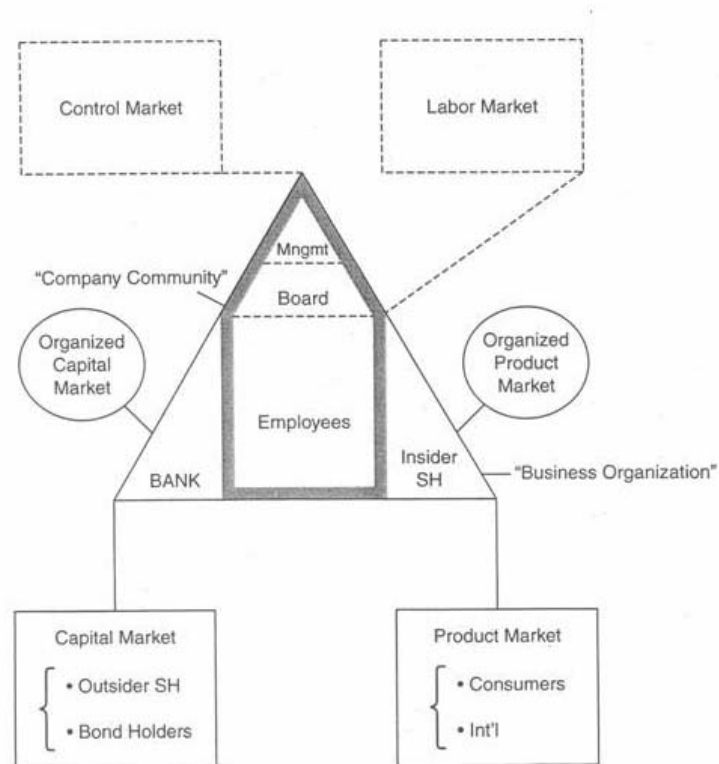 Control Market
Labor Market
Mngmt
"Company Community"
Board
Organized
Capital
Market
Organized
Product
Market
Employees
BANK
Insider
SH
"Business Organization"
Capital Market
• Outsider SH
• Bond Holders
Product Market
• Consumers
• Int'l